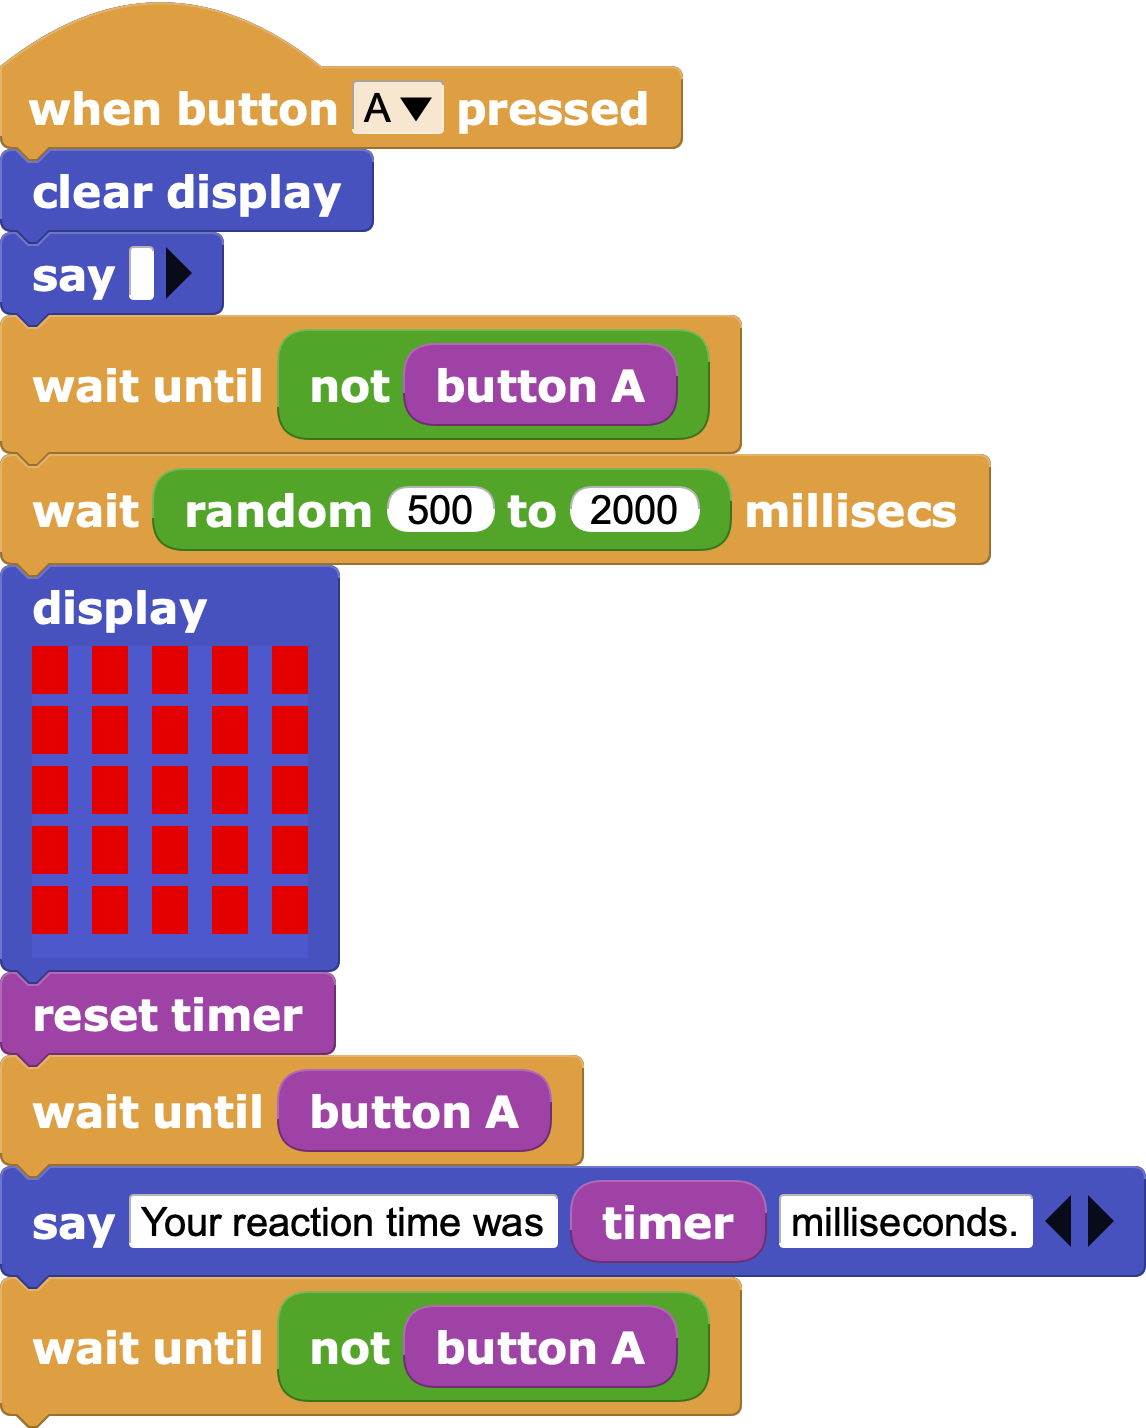 when button A pressed
clear display
say
wait until not button A
wait random 500 to 2000 millisecs
display
reset timer
wait until button A
say Your reaction time was timer milliseconds.
wait until not button A